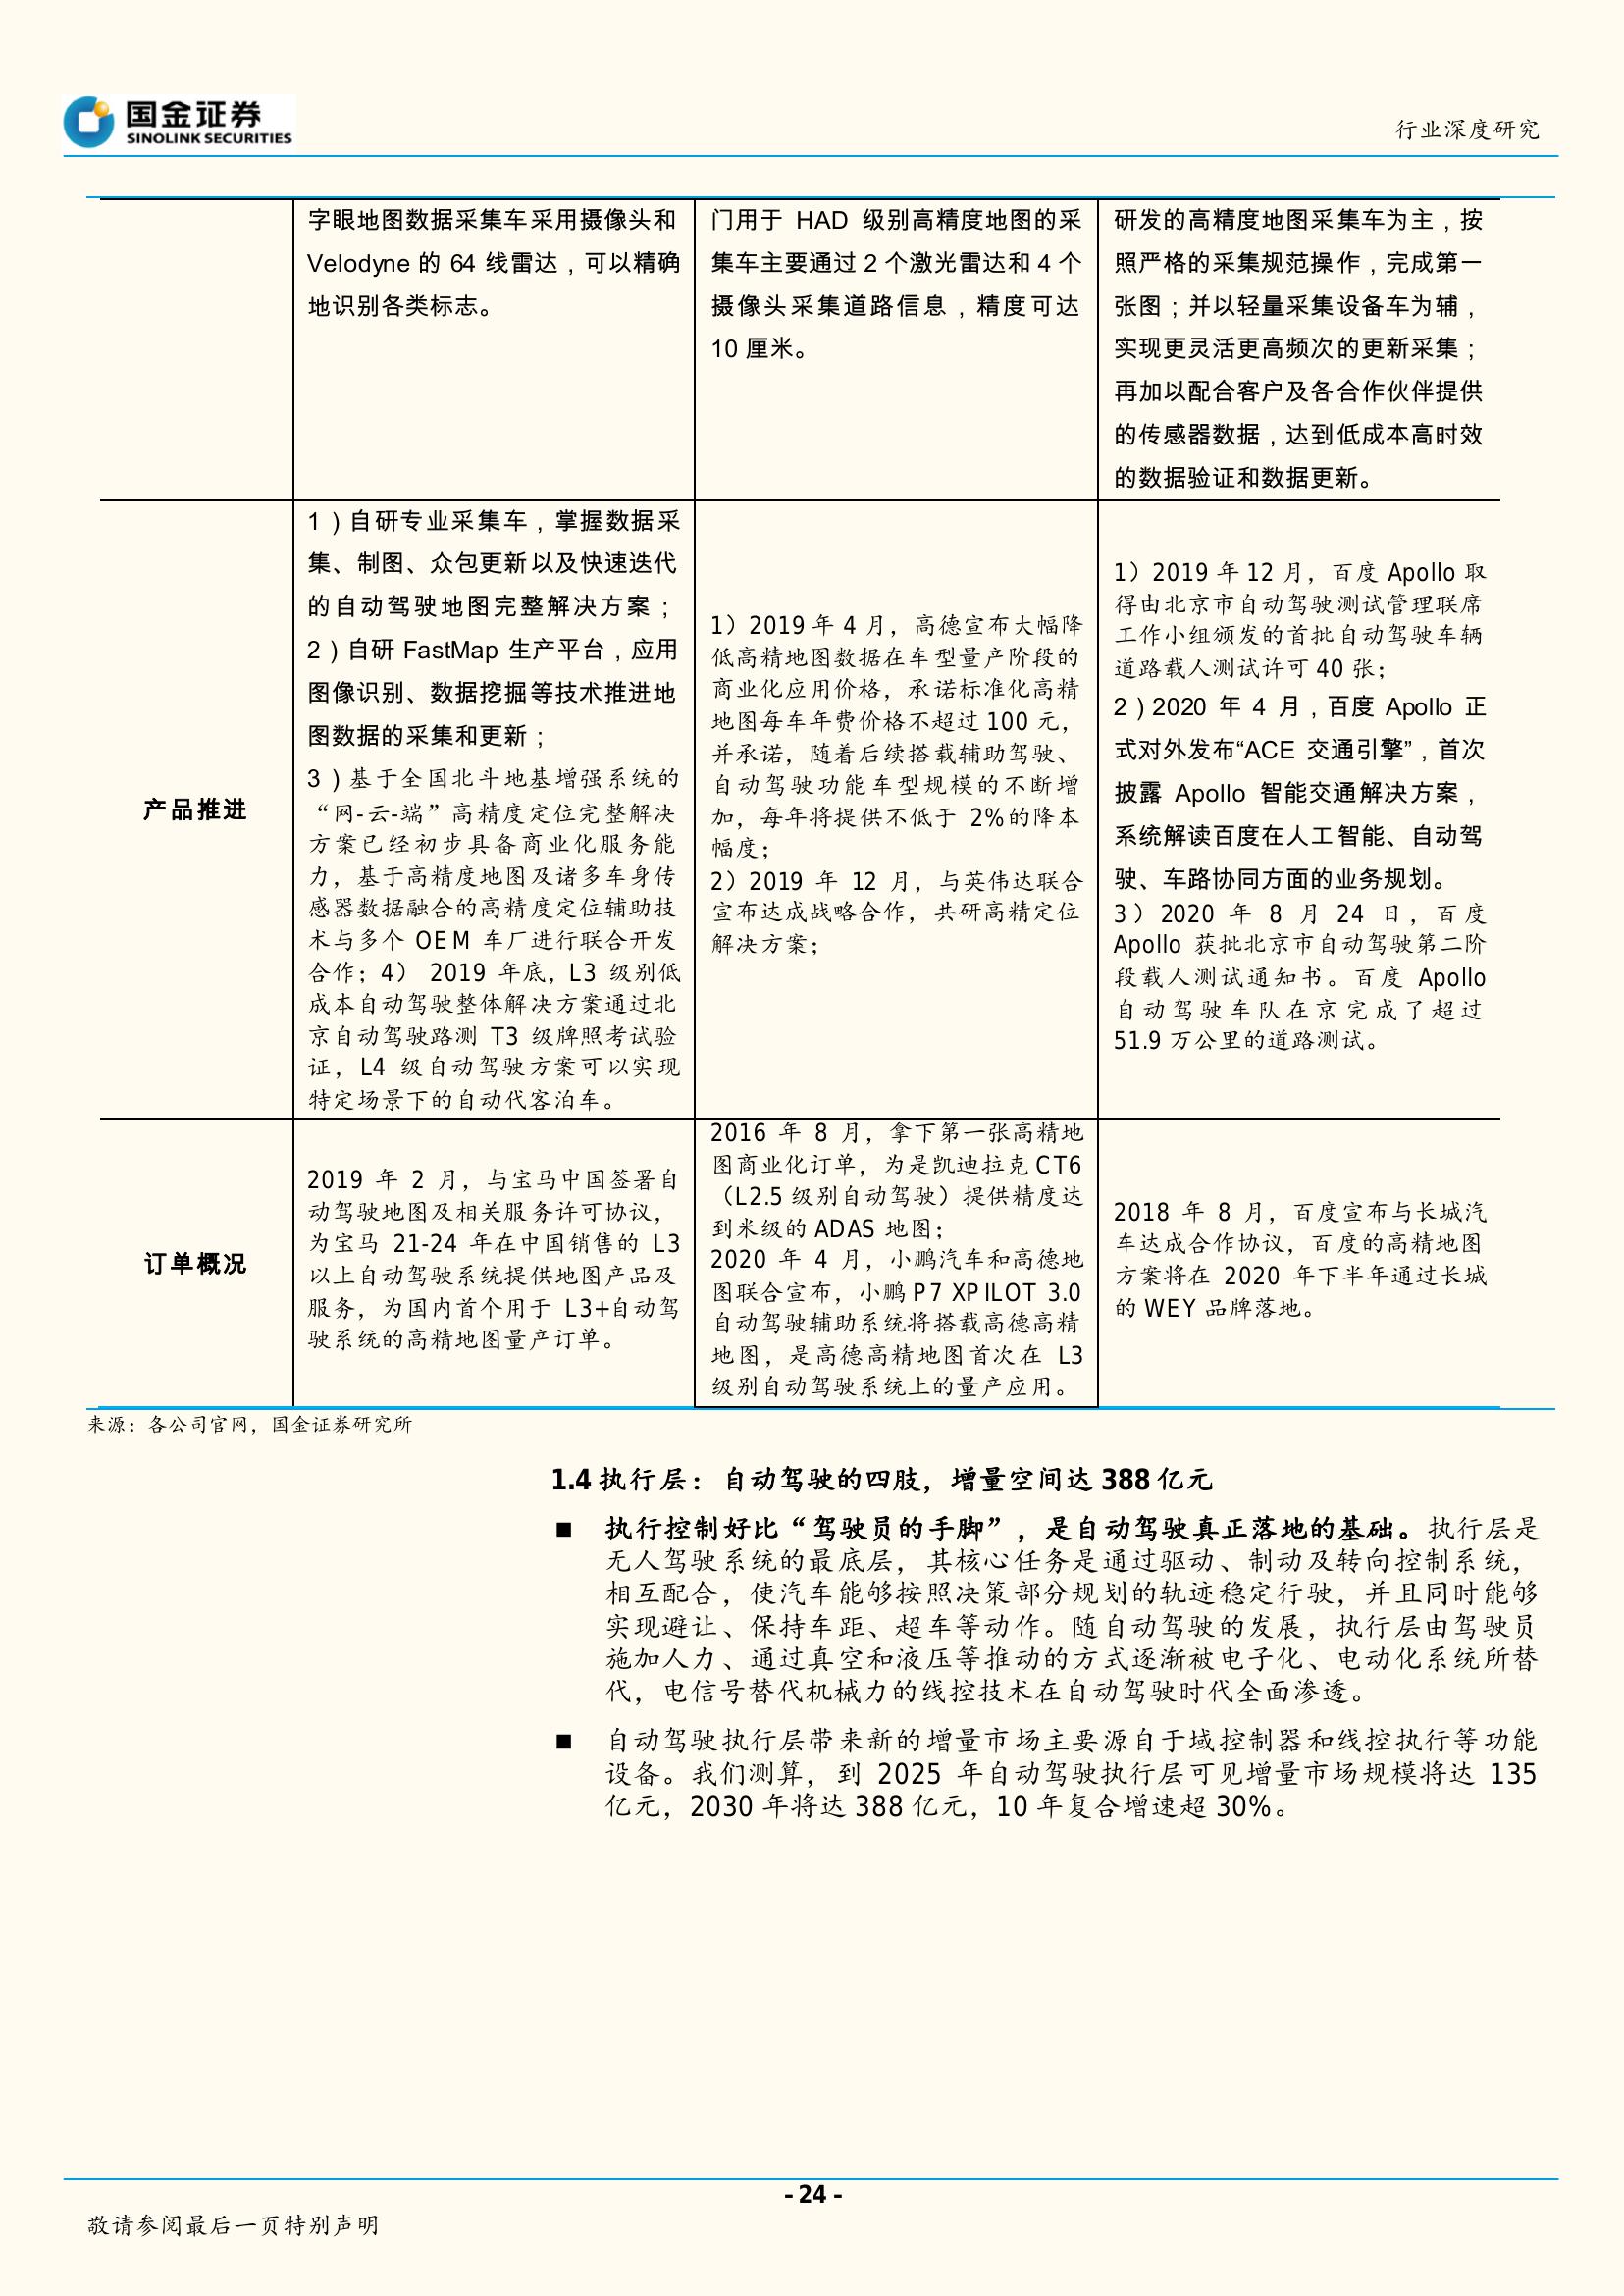 国金证券
SINOLINK SECURITIES
行业深度研究
字眼地图数据采集车采用摄像头和
Velodyne 的 64 线雷达，可以精确
地识别各类标志。
门用于 HAD 级别高精度地图的采
集车主要通过 2 个激光雷达和 4 个
摄像头采集道路信息，精度可达
10 厘米。
研发的高精度地图采集车为主，按
照严格的采集规范操作，完成第一
张图；并以轻量采集设备车为辅，
实现更灵活更高频次的更新采集；
再加以配合客户及各合作伙伴提供
的传感器数据，达到低成本高时效
的数据验证和数据更新。
产品推进
1）自研专业采集车，掌握数据采
集、制图、众包更新以及快速迭代
的自动驾驶地图完整解决方案；
2）自研 FastMap 生产平台，应用
图像识别、数据挖掘等技术推进地
图数据的采集和更新；
3）基于全国北斗地基增强系统的
“网-云-端”高精度定位完整解决
方案已经初步具备商业化服务能
力，基于高精度地图及诸多车身传
感器数据融合的高精度定位辅助技
术与多个 OEM 车厂进行联合开发
合作；4） 2019 年底，L3 级别低
成本自动驾驶整体解决方案通过北
京自动驾驶路测 T3 级牌照考试验
证，L4 级自动驾驶方案可以实现
特定场景下的自动代客泊车。
1）2019 年 4 月，高德宣布大幅降
低高精地图数据在车型量产阶段的
商业化应用价格，承诺标准化高精
地图每车年费价格不超过 100 元，
并承诺，随着后续搭载辅助驾驶、
自动驾驶功能车型规模的不断增
加，每年将提供不低于 2%的降本
幅度；
2）2019 年 12 月，与英伟达联合
宣布达成战略合作，共研高精定位
解决方案；
1）2019 年 12 月，百度 Apollo 取
得由北京市自动驾驶测试管理联席
工作小组颁发的首批自动驾驶车辆
道路载人测试许可 40 张；
2）2020 年 4 月，百度 Apollo 正
式对外发布“ACE 交通引擎”，首次
披露 Apollo 智能交通解决方案，
系统解读百度在人工智能、自动驾
驶、车路协同方面的业务规划。
3）2020 年 8 月 24 日，百度
Apollo 获批北京市自动驾驶第二阶
段载人测试通知书。百度 Apollo
自动驾驶车队在京完成了超过
51.9 万公里的道路测试。
订单概况
2019 年 2 月，与宝马中国签署自
动驾驶地图及相关服务许可协议，
为宝马 21-24 年在中国销售的 L3
以上自动驾驶系统提供地图产品及
服务，为国内首个用于 L3+自动驾
驶系统的高精地图量产订单。
2016 年 8 月，拿下第一张高精地
图商业化订单，为是凯迪拉克 CT6
（L2.5 级别自动驾驶）提供精度达
到米级的 ADAS 地图；
2020 年 4 月，小鹏汽车和高德地
图联合宣布，小鹏 P7 XPILOT 3.0
自动驾驶辅助系统将搭载高德高精
地图，是高德高精地图首次在 L3
级别自动驾驶系统上的量产应用。
2018 年 8 月，百度宣布与长城汽
车达成合作协议，百度的高精地图
方案将在 2020 年下半年通过长城
的 WEY 品牌落地。
来源：各公司官网，国金证券研究所
1.4 执行层：自动驾驶的四肢，增量空间达 388 亿元
■ 执行控制好比“驾驶员的手脚”，是自动驾驶真正落地的基础。执行层是
无人驾驶系统的最底层，其核心任务是通过驱动、制动及转向控制系统，
相互配合，使汽车能够按照决策部分规划的轨迹稳定行驶，并且同时能够
实现避让、保持车距、超车等动作。随自动驾驶的发展，执行层由驾驶员
施加人力、通过真空和液压等推动的方式逐渐被电子化、电动化系统所替
代，电信号替代机械力的线控技术在自动驾驶时代全面渗透。
■ 自动驾驶执行层带来新的增量市场主要源自于域控制器和线控执行等功能
设备。我们测算，到 2025 年自动驾驶执行层可见增量市场规模将达 135
亿元，2030 年将达 388 亿元，10 年复合增速超 30%。
- 24 -
敬请参阅最后一页特别声明